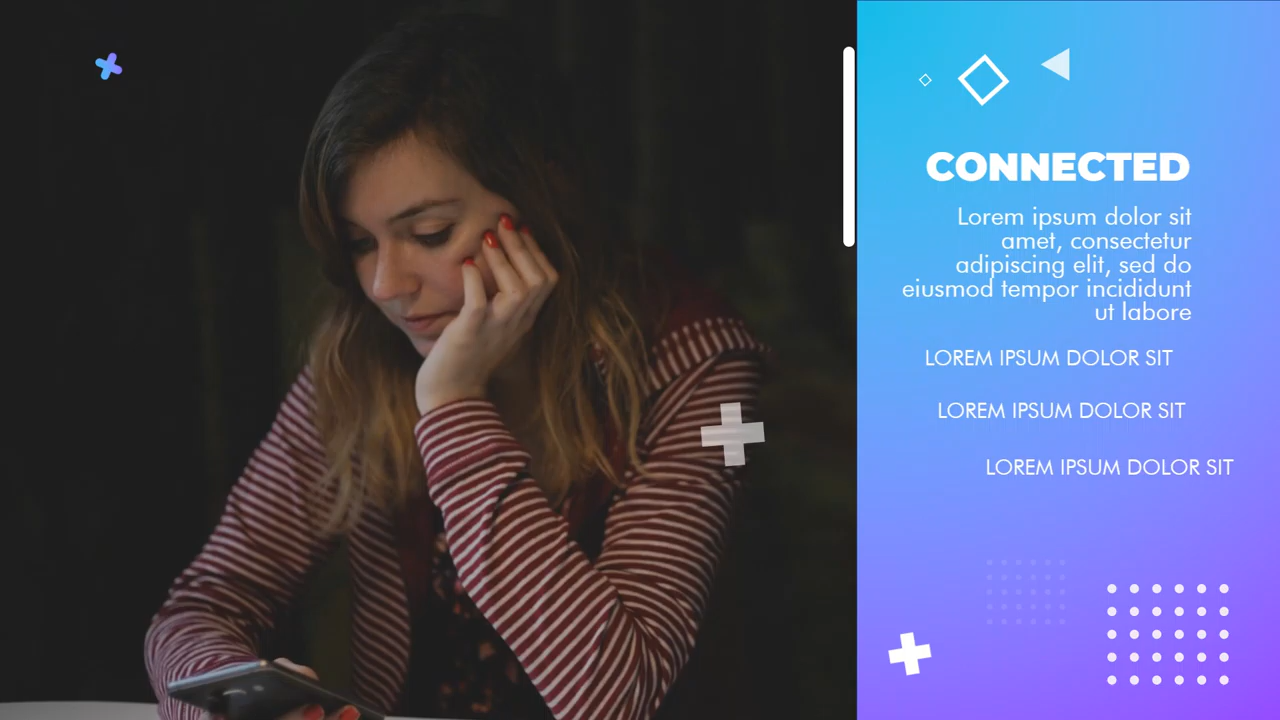 CONNECTED
Lorem ipsum dolor sit
amet, consectetur
adipiscing elit, sed do
eiusmod tempor incididunt
ut labore
LOREM IPSUM DOLOR SIT
LOREM IPSUM DOLOR SIT
LOREM IPSUM DOLOR SIT